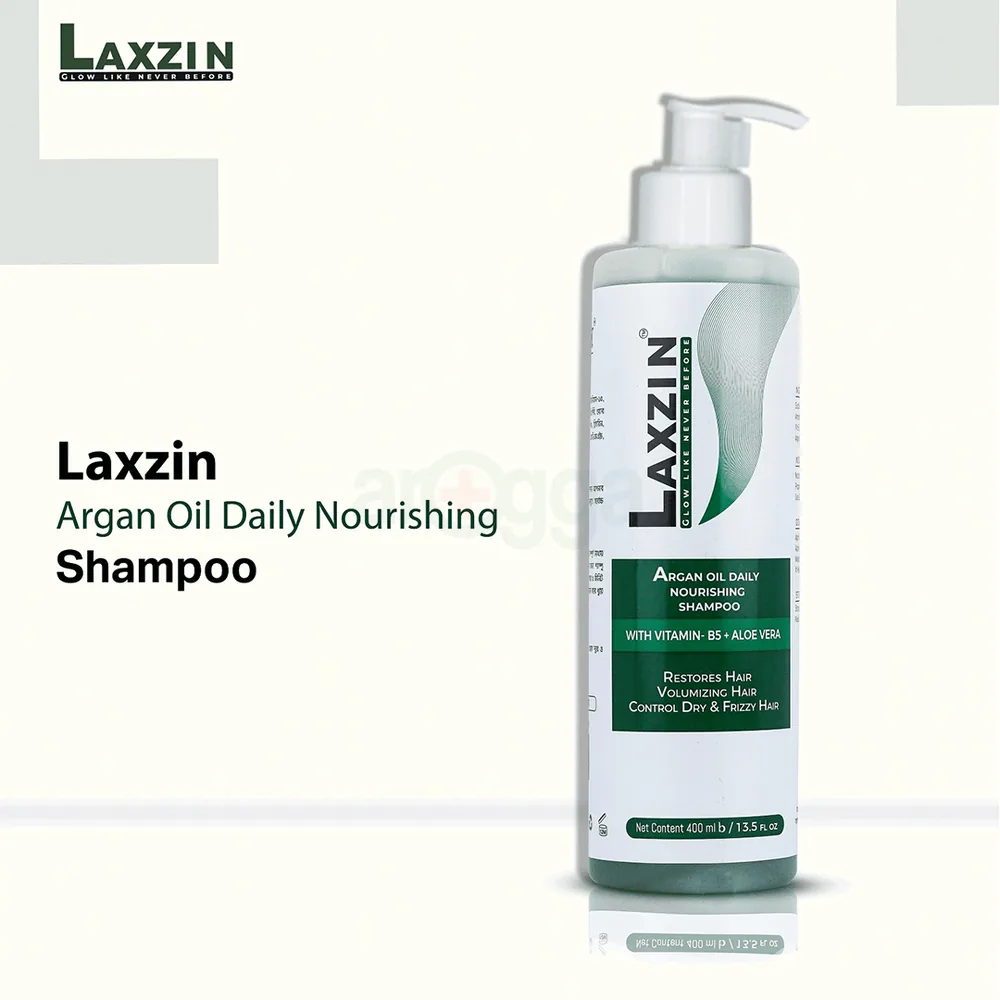 LAXZIN
GLOW LIKE NEVER BEFORE
Laxzin
Argan Oil Daily Nourishing
Shampoo
arogga
LAXZIN
GLOW LIKE NEVER BEFORE
ARGAN OIL DAILY
NOURISHING
SHAMPOO
WITH VITAMIN- B5 + ALOE VERA
RESTORES HAIR
VOLUMIZING HAIR
CONTROL DRY & FRIZZY HAIR
Net Content 400 ml b / 13.5 FL OZ